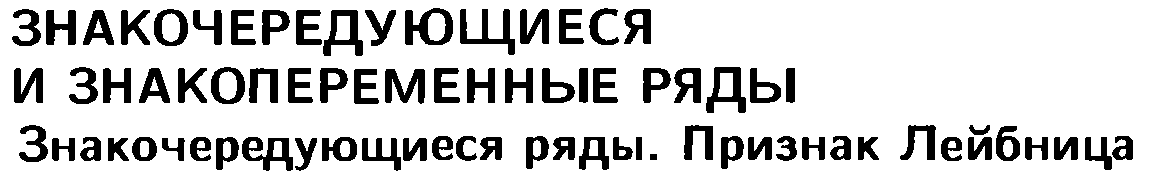 ЗНАКОЧЕРЕДУЮЩИЕСЯ
И ЗНАКОПЕРЕМЕННЫЕ РЯДЫ
Знакочередующиеся ряды. Признак Лейбница